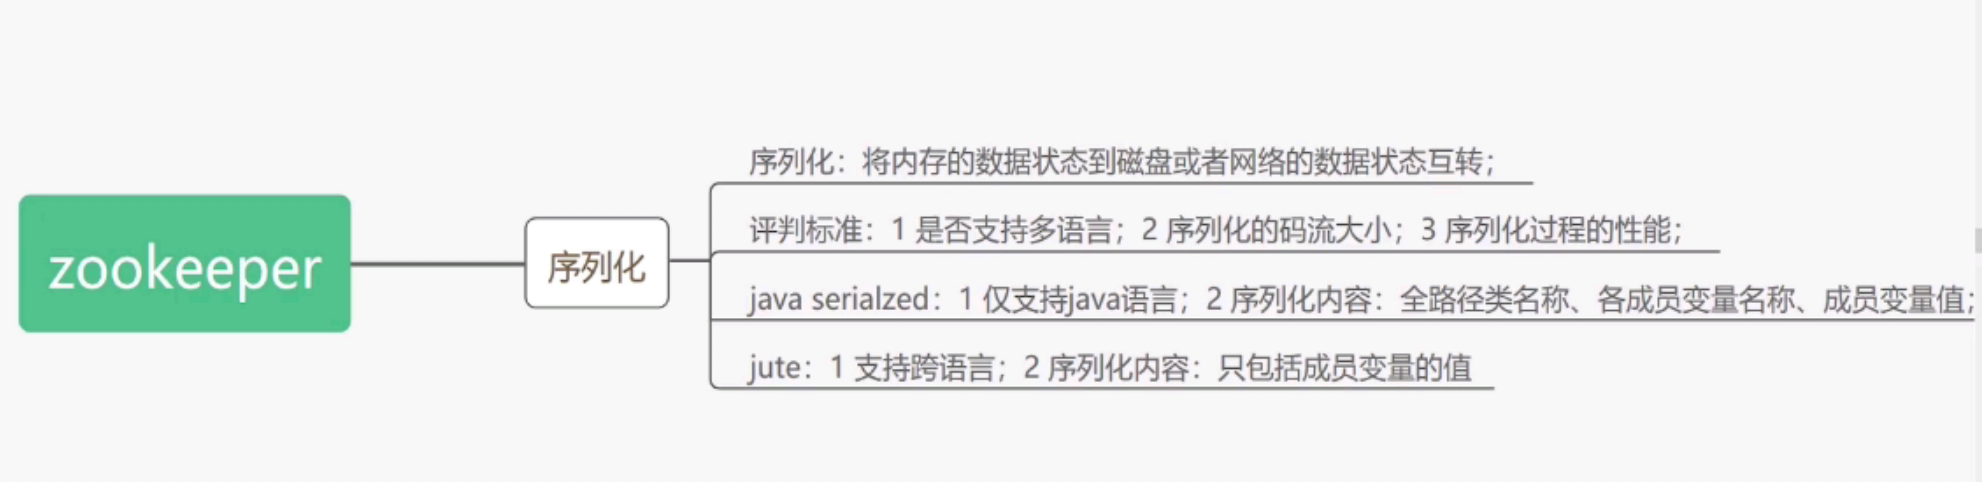 zookeeper
序列化
序列化：将内存的数据状态到磁盘或者网络的数据状态互转；
评判标准：1 是否支持多语言；2 序列化的码流大小；3 序列化过程的性能；
java serialzed：1 仅支持java语言；2 序列化内容：全路径类名称、各成员变量名称、成员变量值；
jute：1 支持跨语言；2 序列化内容：只包括成员变量的值